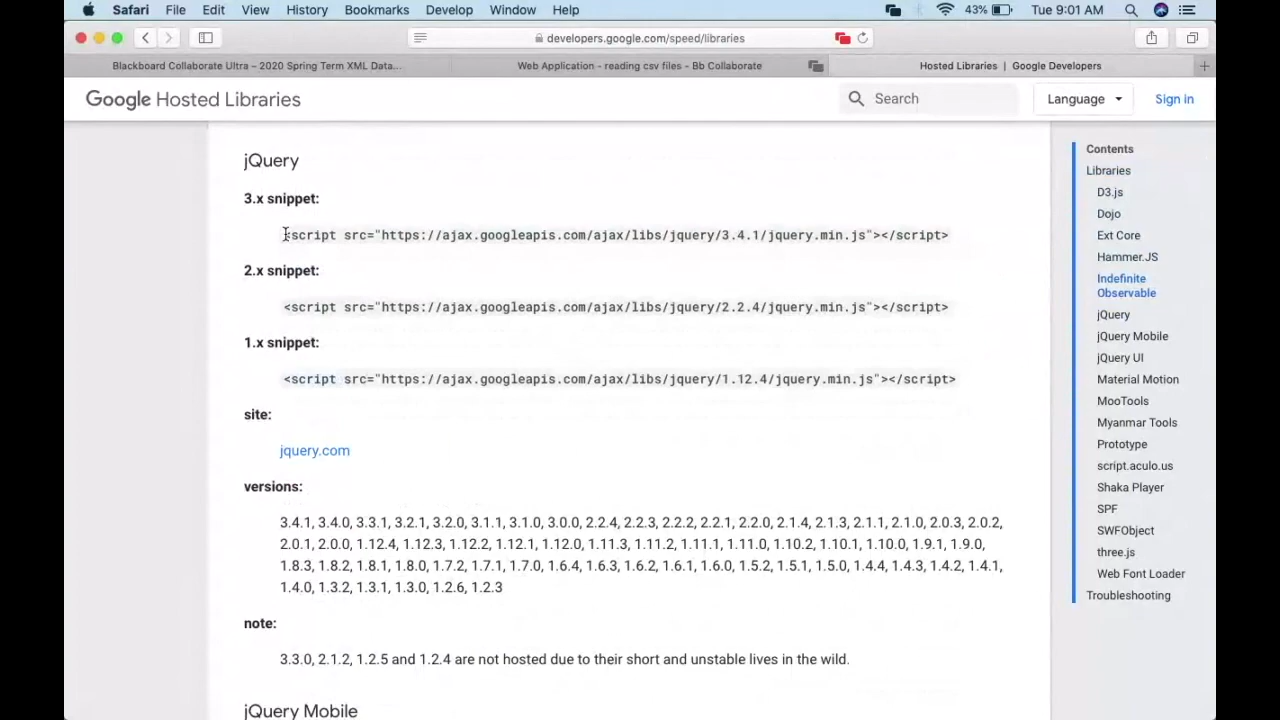 Safari File Edit View History Bookmarks Develop Window Help 43% Tue 9:01 AM
developers.google.com/speed/libraries
Blackboard Collaborate Ultra – 2020 Spring Term XML Data... Web Application - reading csv files - Bb Collaborate Hosted Libraries | Google Developers
Google Hosted Libraries Search Language Sign in
jQuery
3.x snippet:
<script src="https://ajax.googleapis.com/ajax/libs/jquery/3.4.1/jquery.min.js"></script>
2.x snippet:
<script src="https://ajax.googleapis.com/ajax/libs/jquery/2.2.4/jquery.min.js"></script>
1.x snippet:
<script src="https://ajax.googleapis.com/ajax/libs/jquery/1.12.4/jquery.min.js"></script>
site:
jquery.com
versions:
3.4.1, 3.4.0, 3.3.1, 3.2.1, 3.2.0, 3.1.1, 3.1.0, 3.0.0, 2.2.4, 2.2.3, 2.2.2, 2.2.1, 2.2.0, 2.1.4, 2.1.3, 2.1.1, 2.1.0, 2.0.3, 2.0.2,
2.0.1, 2.0.0, 1.12.4, 1.12.3, 1.12.2, 1.12.1, 1.12.0, 1.11.3, 1.11.2, 1.11.1, 1.11.0, 1.10.2, 1.10.1, 1.10.0, 1.9.1, 1.9.0,
1.8.3, 1.8.2, 1.8.1, 1.8.0, 1.7.2, 1.7.1, 1.7.0, 1.6.4, 1.6.3, 1.6.2, 1.6.1, 1.6.0, 1.5.2, 1.5.1, 1.5.0, 1.4.4, 1.4.3, 1.4.2, 1.4.1,
1.4.0, 1.3.2, 1.3.1, 1.3.0, 1.2.6, 1.2.3
note:
3.3.0, 2.1.2, 1.2.5 and 1.2.4 are not hosted due to their short and unstable lives in the wild.
jQuery Mobile
Contents
Libraries
D3.js
Dojo
Ext Core
Hammer.JS
Indefinite
Observable
jQuery
jQuery Mobile
jQuery UI
Material Motion
MooTools
Myanmar Tools
Prototype
script.aculo.us
Shaka Player
SPF
SWFObject
three.js
Web Font Loader
Troubleshooting